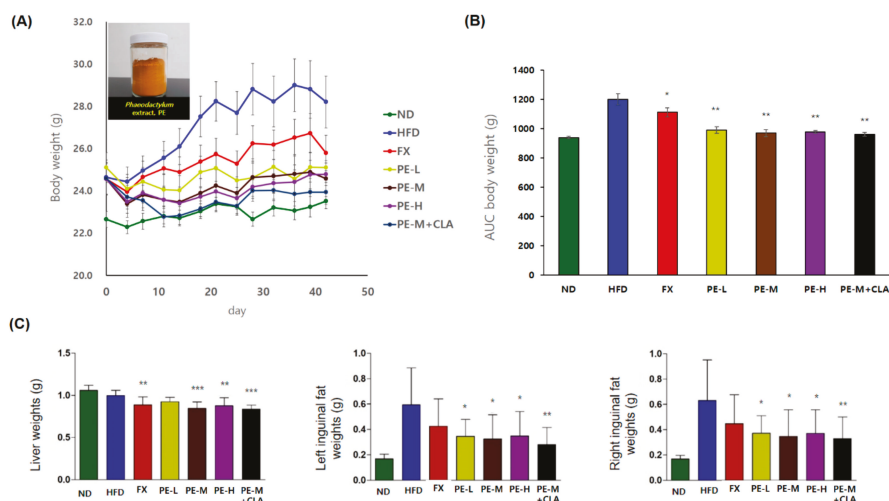 (A)
32.0
30.0
28.0
26.0
24.0
22.0
20.0
Body weight (g)
0
10
20
30
40
50
day
Phaeodactylum
extract, PE
ND
HFD
FX
PE-L
PE-M
PE-H
PE-M+CLA
(B)
1400
1200
1000
800
600
400
200
0
AUC body weight (g)
*
**
**
**
**
ND HFD FX PE-L PE-M PE-H PE-M+CLA
(C)
1.5
1.0
0.5
0.0
Liver weights (g)
**
***
**
***
ND HFD FX PE-L PE-M PE-H PE-M
+CLA
1.0
0.8
0.6
0.4
0.2
0.0
Left inguinal fat
weights (g)
*
*
*
**
ND HFD FX PE-L PE-M PE-H PE-M
+CLA
1.0
0.8
0.6
0.4
0.2
0.0
Right inguinal fat
weights (g)
*
*
*
**
ND HFD FX PE-L PE-M PE-H PE-M
+CLA